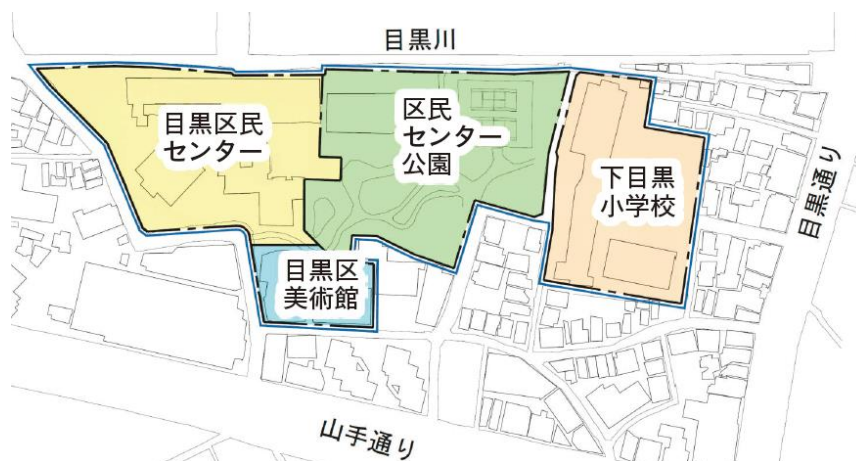 目黒川
目黒区民
センター
区民
センター
公園
下目黒
小学校
目黒通り
目黒区
美術館
山手通り